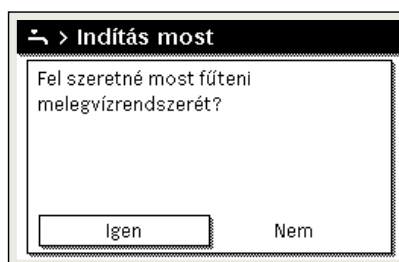 > Indítás most
Fel szeretné most fűteni
melegvízrendszerét?
Igen Nem